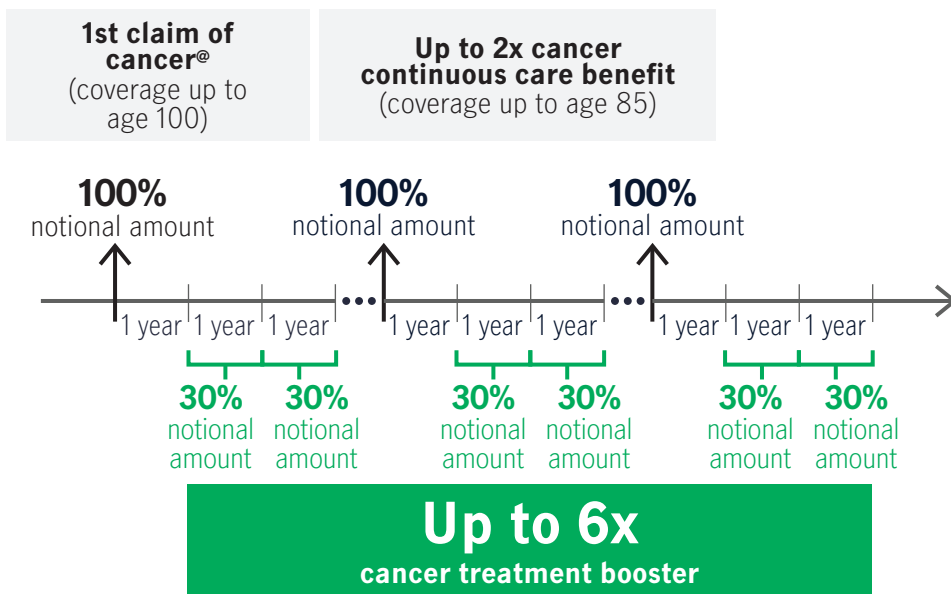 1st claim of
cancer@
(coverage up to
age 100)
Up to 2x cancer
continuous care benefit
(coverage up to age 85)
100%
notional amount
100%
notional amount
100%
notional amount
1 year 1 year 1 year
1 year 1 year 1 year
1 year 1 year 1 year
30%
notional
amount
30%
notional
amount
30%
notional
amount
30%
notional
amount
30%
notional
amount
30%
notional
amount
Up to 6x
cancer treatment booster